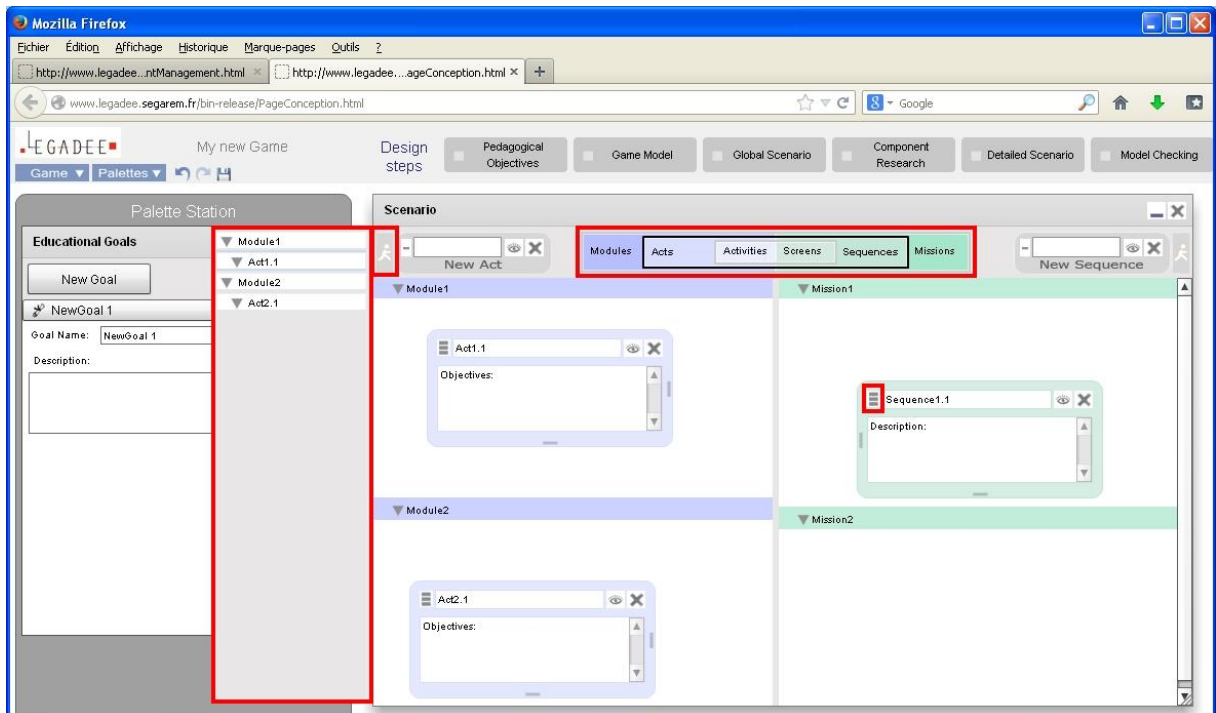 Mozilla Firefox
Fichier Édition Affichage Historique Marque-pages Outils ?
http://www.legadee...ntManagement.html × http://www.legadee....ageConception.html × +
www.legadee.segarem.fr/bin-release/PageConception.html 8 Google
LEGADEE My new Game Design steps Pedagogical Objectives Game Model Global Scenario Component Research Detailed Scenario Model Checking
Game Palettes
Palette Station
Scenario
Educational Goals
New Goal
NewGoal 1
Goal Name: NewGoal 1
Description:
Module1
Act1.1
Module2
Act2.1
New Act
Modules Acts Activities Screens Sequences Missions
New Sequence
Module1
Mission1
Act1.1
Objectives:
Sequence1.1
Description:
Module2
Mission2
Act2.1
Objectives: